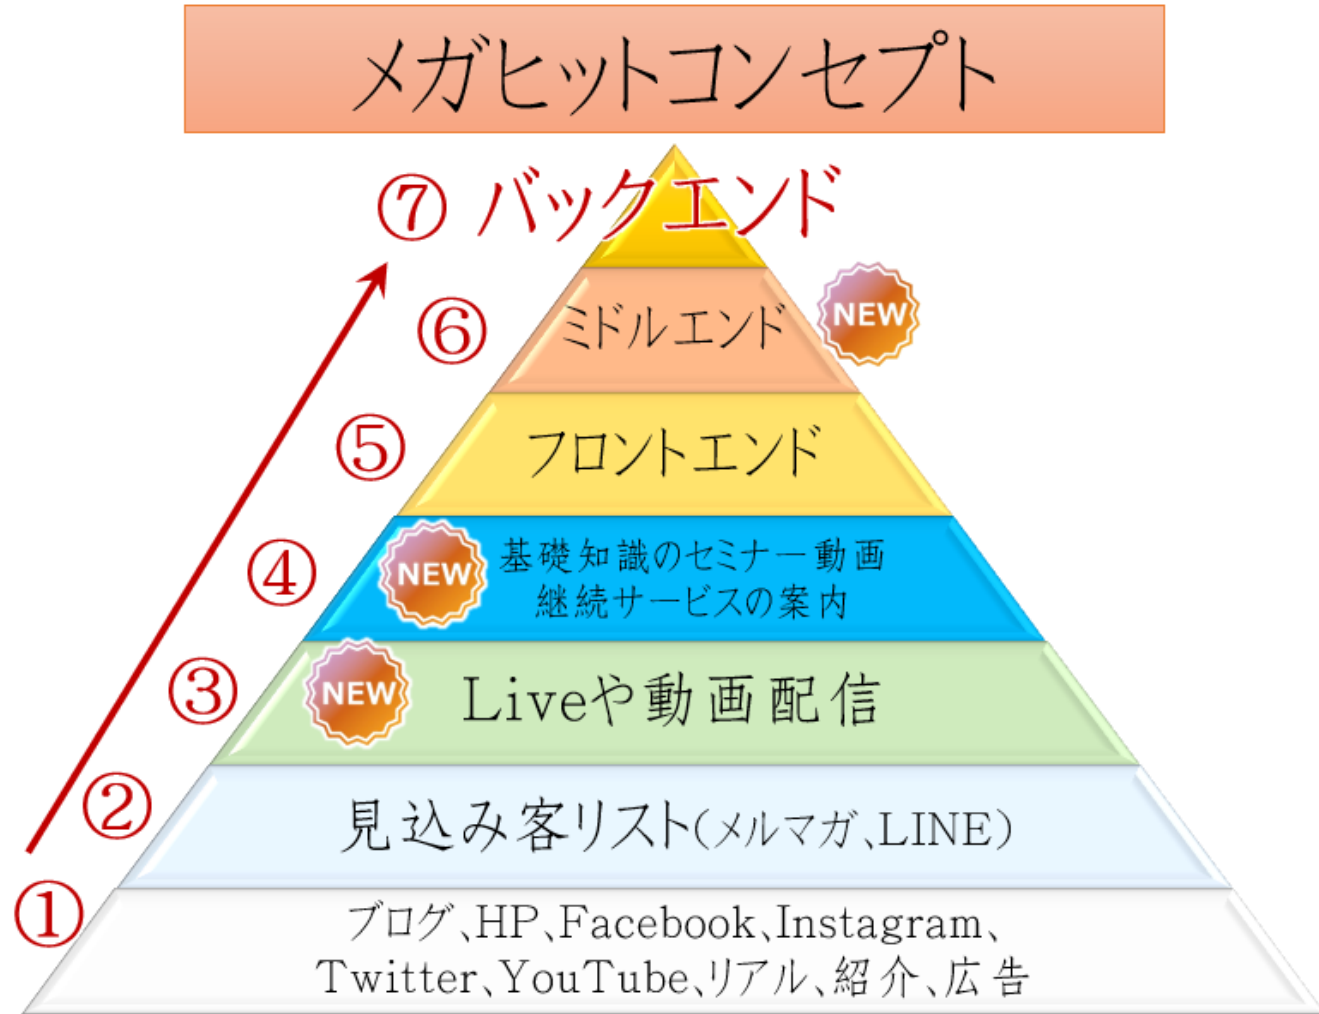 メガヒットコンセプト
⑦ バックエンド
⑥ ミドルエンド NEW
⑤ フロントエンド
④ NEW 基礎知識のセミナー動画
継続サービスの案内
③ NEW Liveや動画配信
② 見込み客リスト(メルマガ、LINE)
① ブログ、HP、Facebook、Instagram、
Twitter、YouTube、リアル、紹介、広告